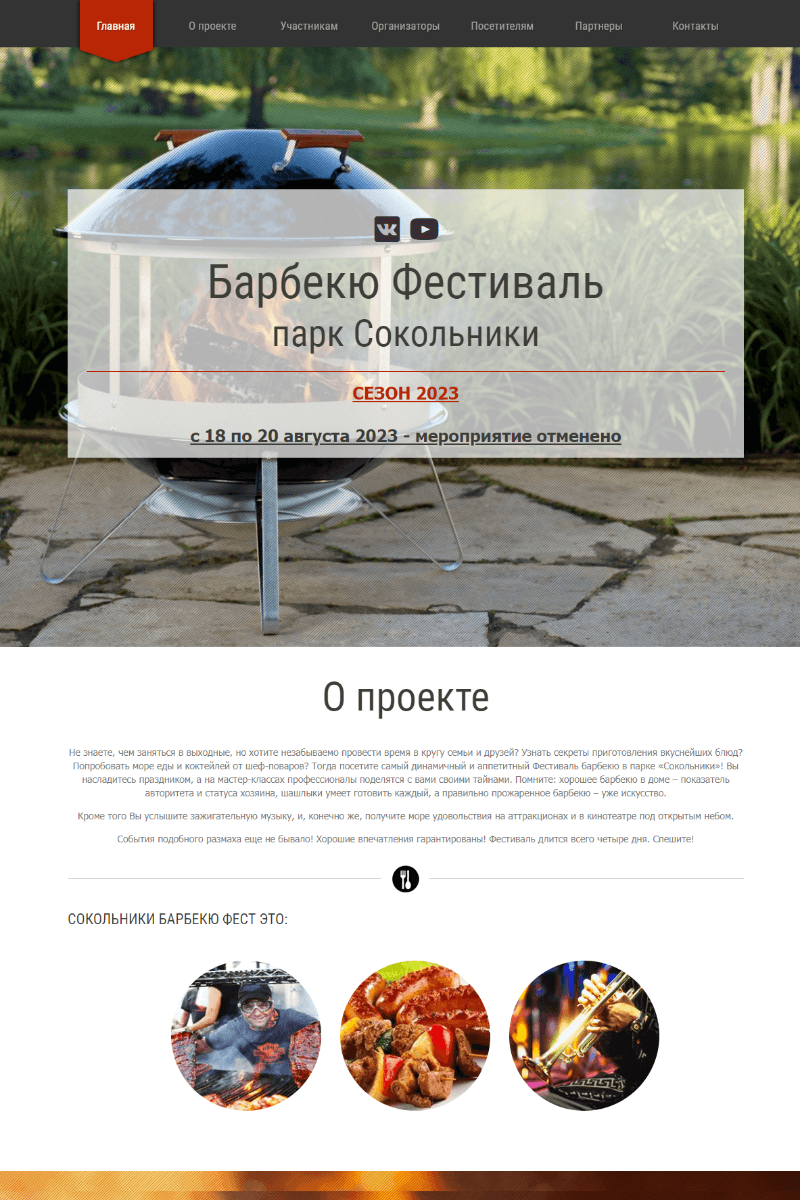 Главная О проекте Участникам Организаторы Посетителям Партнеры Контакты
Барбекю Фестиваль
парк Сокольники
СЕЗОН 2023
с 18 по 20 августа 2023 - мероприятие отменено
О проекте
Не знаете, чем заняться в выходные, но хотите незабываемо провести время в кругу семьи и друзей? Узнать секреты приготовления вкуснейших блюд?
Попробовать море еды и коктейлей от шеф-поваров? Тогда посетите самый динамичный и аппетитный Фестиваль барбекю в парке «Сокольники»! Вы
насладитесь праздником, а на мастер-классах профессионалы поделятся с вами своими тайнами. Помните: хорошее барбекю в доме – показатель
авторитета и статуса хозяина, шашлыки умеет готовить каждый, а правильно прожаренное барбекю – уже искусство.
Кроме того Вы услышите зажигательную музыку, и, конечно же, получите море удовольствия на аттракционах и в кинотеатре под открытым небом.
События подобного размаха еще не бывало! Хорошие впечатления гарантированы! Фестиваль длится всего четыре дня. Спешите!
СОКОЛЬНИКИ БАРБЕКЮ ФЕСТ ЭТО: